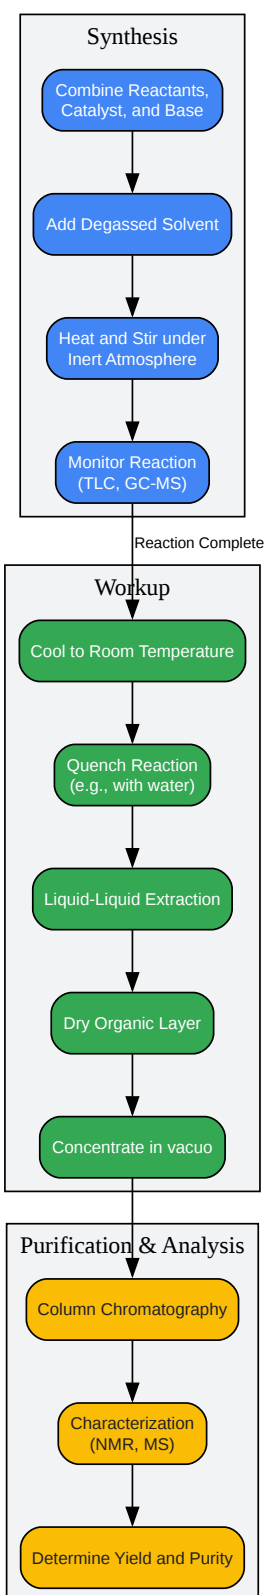 Synthesis
Combine Reactants,
Catalyst, and Base
Add Degassed Solvent
Heat and Stir under
Inert Atmosphere
Monitor Reaction
(TLC, GC-MS)
Reaction Complete
Workup
Cool to Room Temperature
Quench Reaction
(e.g., with water)
Liquid-Liquid Extraction
Dry Organic Layer
Concentrate in vacuo
Purification & Analysis
Column Chromatography
Characterization
(NMR, MS)
Determine Yield and Purity